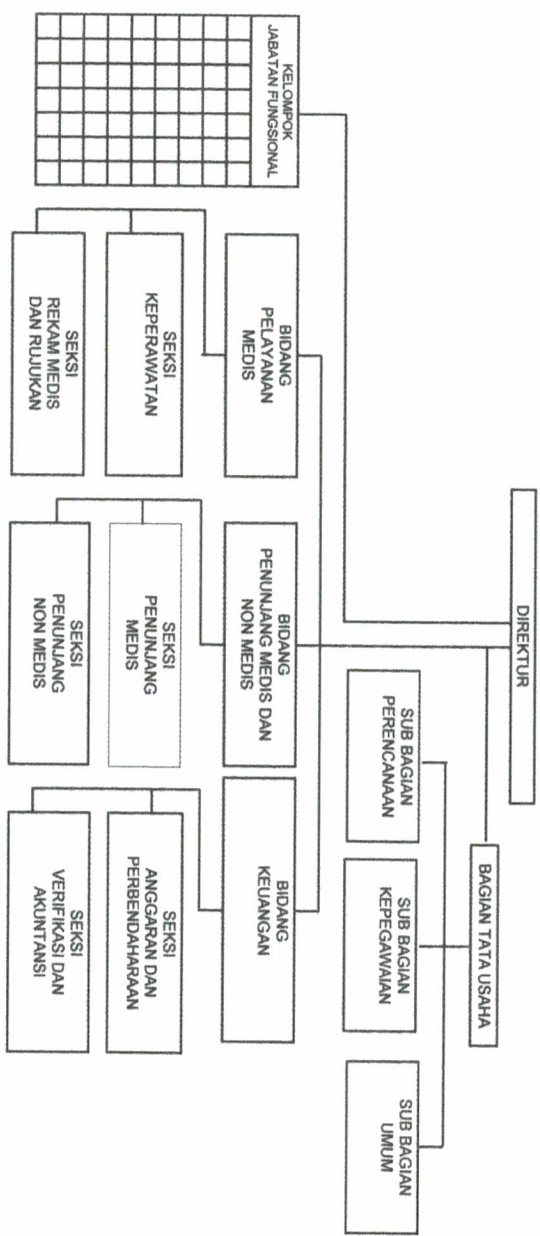 DIREKTUR
BAGIAN TATA USAHA
SUB BAGIAN
PERENCANAAN
SUB BAGIAN
KEPEGAWAIAN
SUB BAGIAN
UMUM
KELOMPOK
JABATAN FUNGSIONAL
BIDANG
PELAYANAN
MEDIS
BIDANG
PENUNJANG MEDIS DAN
NON MEDIS
BIDANG
KEUANGAN
SEKSI
KEPERAWATAN
SEKSI
PENUNJANG
MEDIS
SEKSI
ANGGARAN DAN
PERBENDAHARAAN
SEKSI
REKAM MEDIS
DAN RUJUKAN
SEKSI
PENUNJANG
NON MEDIS
SEKSI
VERIFIKASI DAN
AKUNTANSI